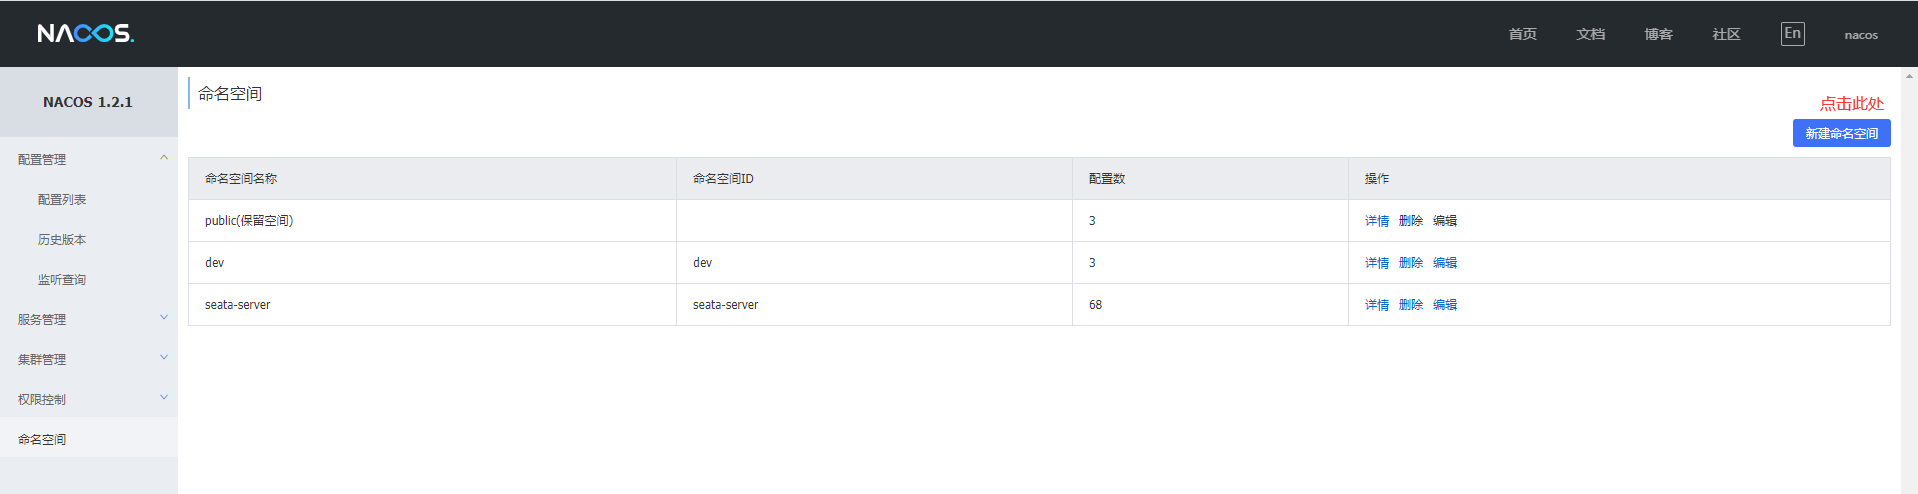 NACOS.
首页 文档 博客 社区 En nacos
NACOS 1.2.1
配置管理
配置列表
历史版本
监听查询
服务管理
集群管理
权限控制
命名空间
命名空间
点击此处
新建命名空间
命名空间名称 命名空间ID 配置数 操作
public(保留空间) 3 详情 删除 编辑
dev dev 3 详情 删除 编辑
seata-server seata-server 68 详情 删除 编辑